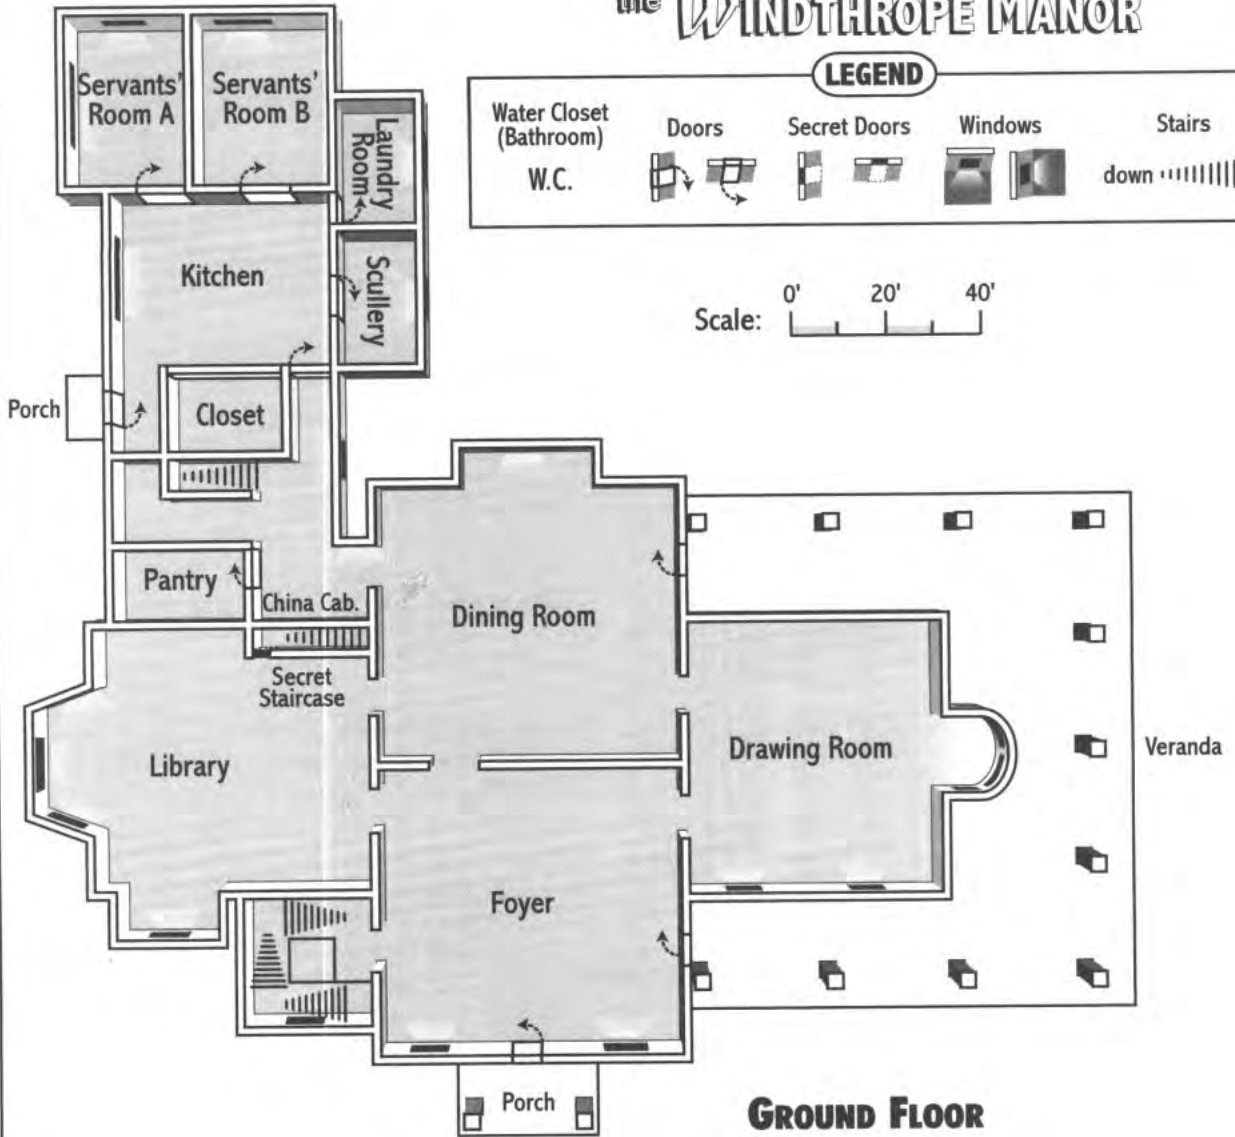 the WINDTHROPE MANOR
LEGEND
Water Closet
(Bathroom)
W.C.
Doors
Secret Doors
Windows
Stairs
down
Scale:
0'
20'
40'
Servants'
Room A
Servants'
Room B
Laundry
Room
Kitchen
Scullery
Porch
Closet
Pantry
China Cab.
Dining Room
Secret
Staircase
Library
Drawing Room
Veranda
Foyer
Porch
GROUND FLOOR